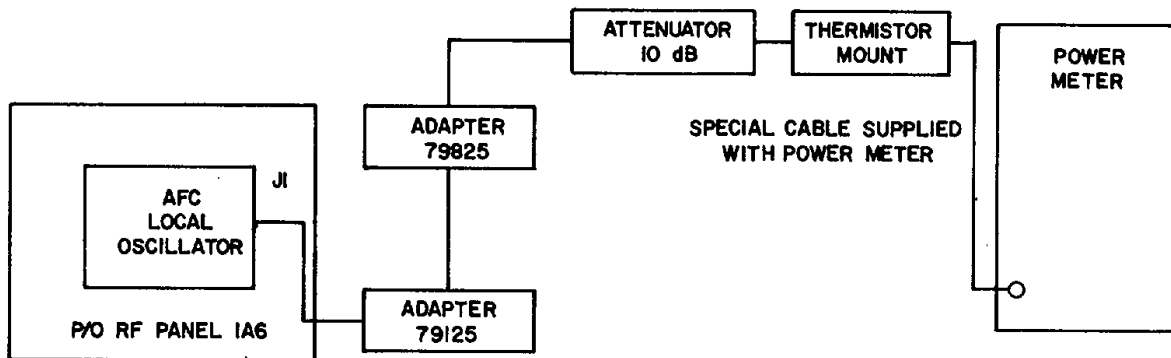 ATTENUATOR
10 dB
THERMISTOR
MOUNT
POWER
METER
ADAPTER
79825
SPECIAL CABLE SUPPLIED
WITH POWER METER
J1
AFC
LOCAL
OSCILLATOR
ADAPTER
79125
P/O RF PANEL 1A6